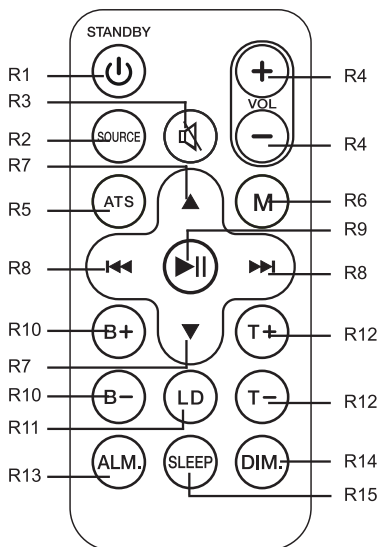 STANDBY
R1
R4
R3
VOL
R2
SOURCE
R4
R7
R5
ATS
M
R6
R9
R8
R8
R10
B+
T+
R12
R7
R10
B-
LD
T-
R12
R11
R13
ALM.
SLEEP
DIM.
R14
R15